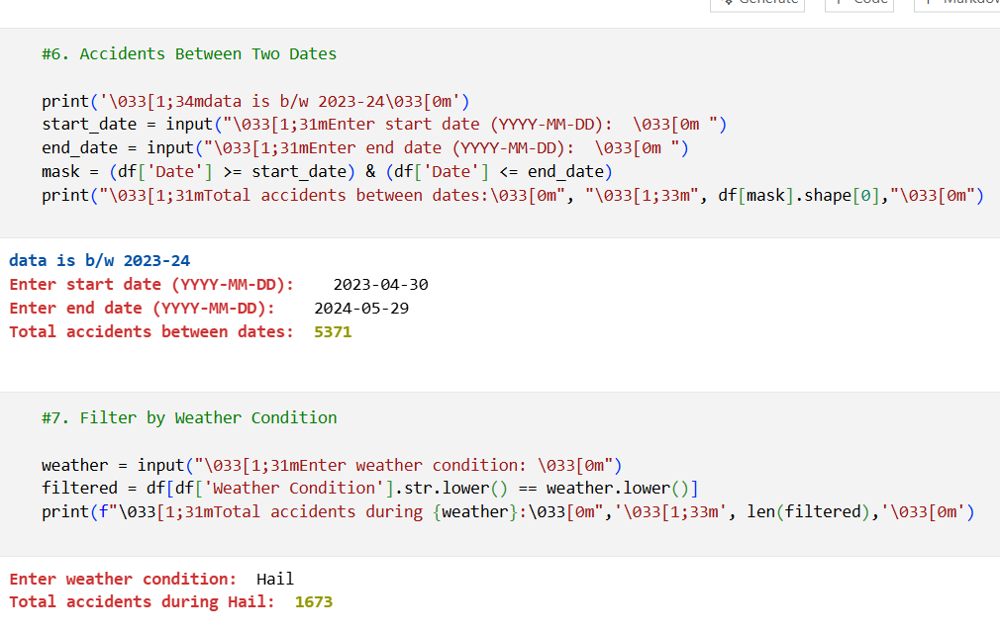 Generate + Code + Markdow
#6. Accidents Between Two Dates
print('\033[1;34mdata is b/w 2023-24\033[0m')
start_date = input("\033[1;31mEnter start date (YYYY-MM-DD):  \033[0m ")
end_date = input("\033[1;31mEnter end date (YYYY-MM-DD):  \033[0m ")
mask = (df['Date'] >= start_date) & (df['Date'] <= end_date)
print("\033[1;31mTotal accidents between dates:\033[0m", "\033[1;33m", df[mask].shape[0],"\033[0m")
data is b/w 2023-24
Enter start date (YYYY-MM-DD):    2023-04-30
Enter end date (YYYY-MM-DD):    2024-05-29
Total accidents between dates:  5371
#7. Filter by Weather Condition
weather = input("\033[1;31mEnter weather condition: \033[0m")
filtered = df[df['Weather Condition'].str.lower() == weather.lower()]
print(f"\033[1;31mTotal accidents during {weather}:\033[0m",'\033[1;33m', len(filtered),'\033[0m')
Enter weather condition:  Hail
Total accidents during Hail:  1673